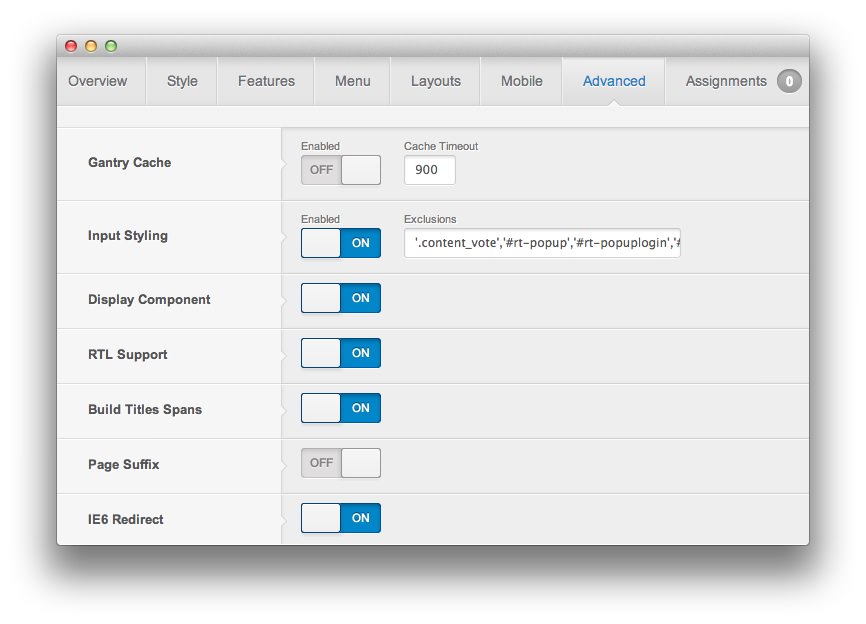 Overview Style Features Menu Layouts Mobile Advanced Assignments 0
Gantry Cache
Enabled Cache Timeout
OFF 900
Input Styling
Enabled Exclusions
ON '.content_vote','#rt-popup','#rt-popuplogin','#
Display Component ON
RTL Support ON
Build Titles Spans ON
Page Suffix OFF
IE6 Redirect ON